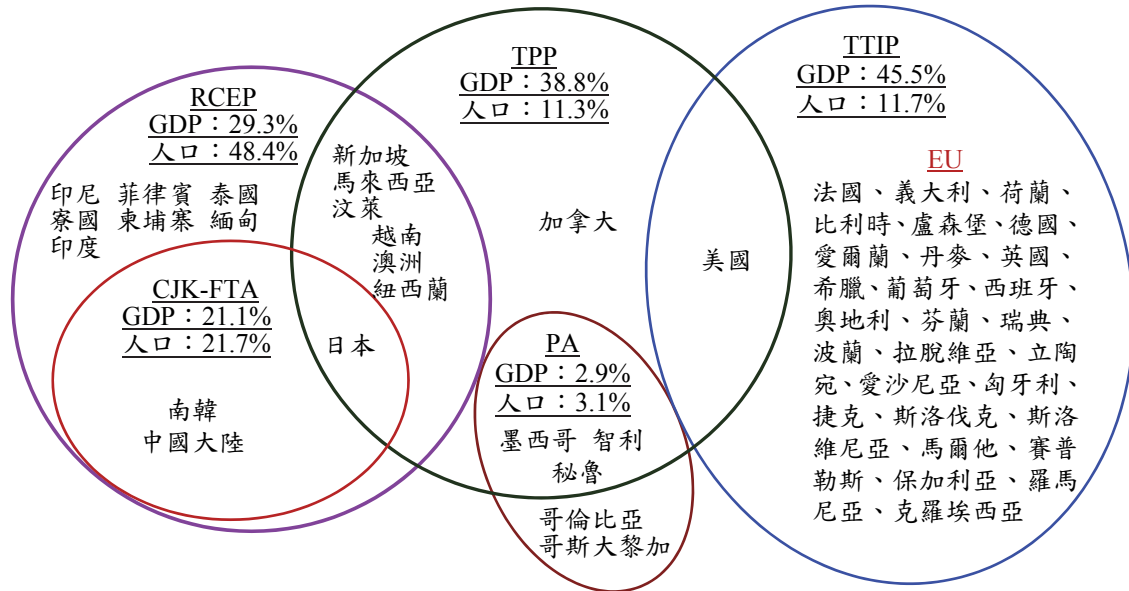 RCEP
GDP：29.3%
人口：48.4%
印尼 菲律賓 泰國
寮國 柬埔寨 緬甸
印度
CJK-FTA
GDP：21.1%
人口：21.7%
南韓
中國大陸
日本
新加坡
馬來西亞
汶萊
越南
澳洲
紐西蘭
TPP
GDP：38.8%
人口：11.3%
加拿大
PA
GDP：2.9%
人口：3.1%
墨西哥 智利
秘魯
哥倫比亞
哥斯大黎加
美國
TTIP
GDP：45.5%
人口：11.7%
EU
法國、義大利、荷蘭、
比利時、盧森堡、德國、
愛爾蘭、丹麥、英國、
希臘、葡萄牙、西班牙、
奧地利、芬蘭、瑞典、
波蘭、拉脫維亞、立陶
宛、愛沙尼亞、匈牙利、
捷克、斯洛伐克、斯洛
維尼亞、馬爾他、賽普
勒斯、保加利亞、羅馬
尼亞、克羅埃西亞